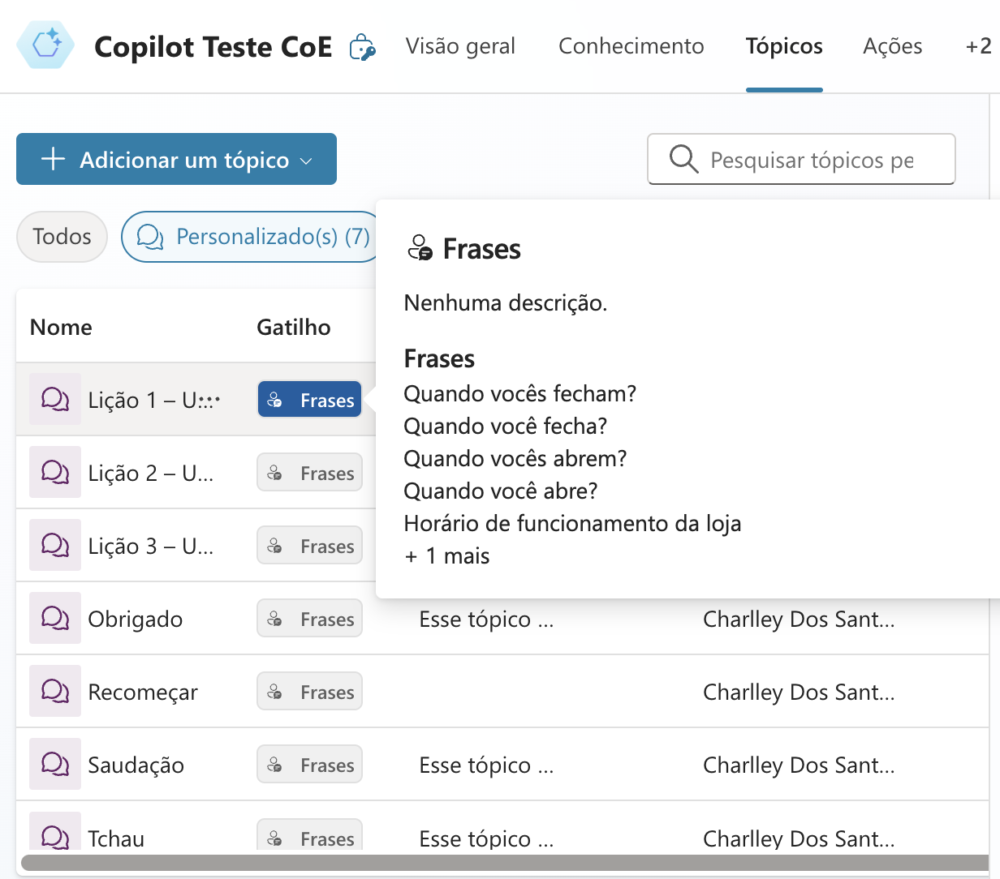 Copilot Teste CoE Visão geral Conhecimento Tópicos Ações +2
Adicionar um tópico
Pesquisar tópicos pe
Todos
Personalizado(s) (7)
Nome Gatilho
Lição 1 – U... Frases
Lição 2 – U... Frases
Lição 3 – U... Frases
Frases
Nenhuma descrição.
Frases
Quando vocês fecham?
Quando você fecha?
Quando vocês abrem?
Quando você abre?
Horário de funcionamento da loja
+ 1 mais
Obrigado Frases Esse tópico ... Charlley Dos Sant...
Recomeçar Frases Charlley Dos Sant...
Saudação Frases Esse tópico ... Charlley Dos Sant...
Tchau Frases Esse tópico ... Charlley Dos Sant...